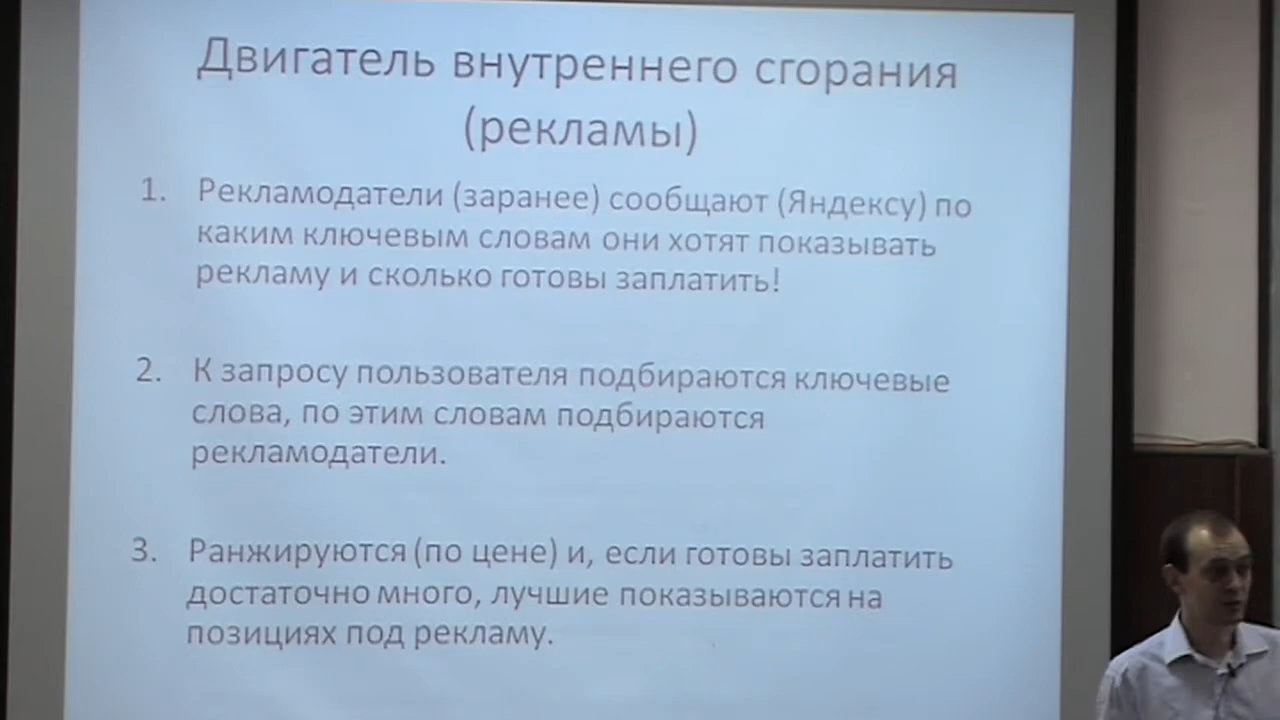 Двигатель внутреннего сгорания
(рекламы)
1. Рекламодатели (заранее) сообщают (Яндексу) по
каким ключевым словам они хотят показывать
рекламу и сколько готовы заплатить!
2. К запросу пользователя подбираются ключевые
слова, по этим словам подбираются
рекламодатели.
3. Ранжируются (по цене) и, если готовы заплатить
достаточно много, лучшие показываются на
позициях под рекламу.